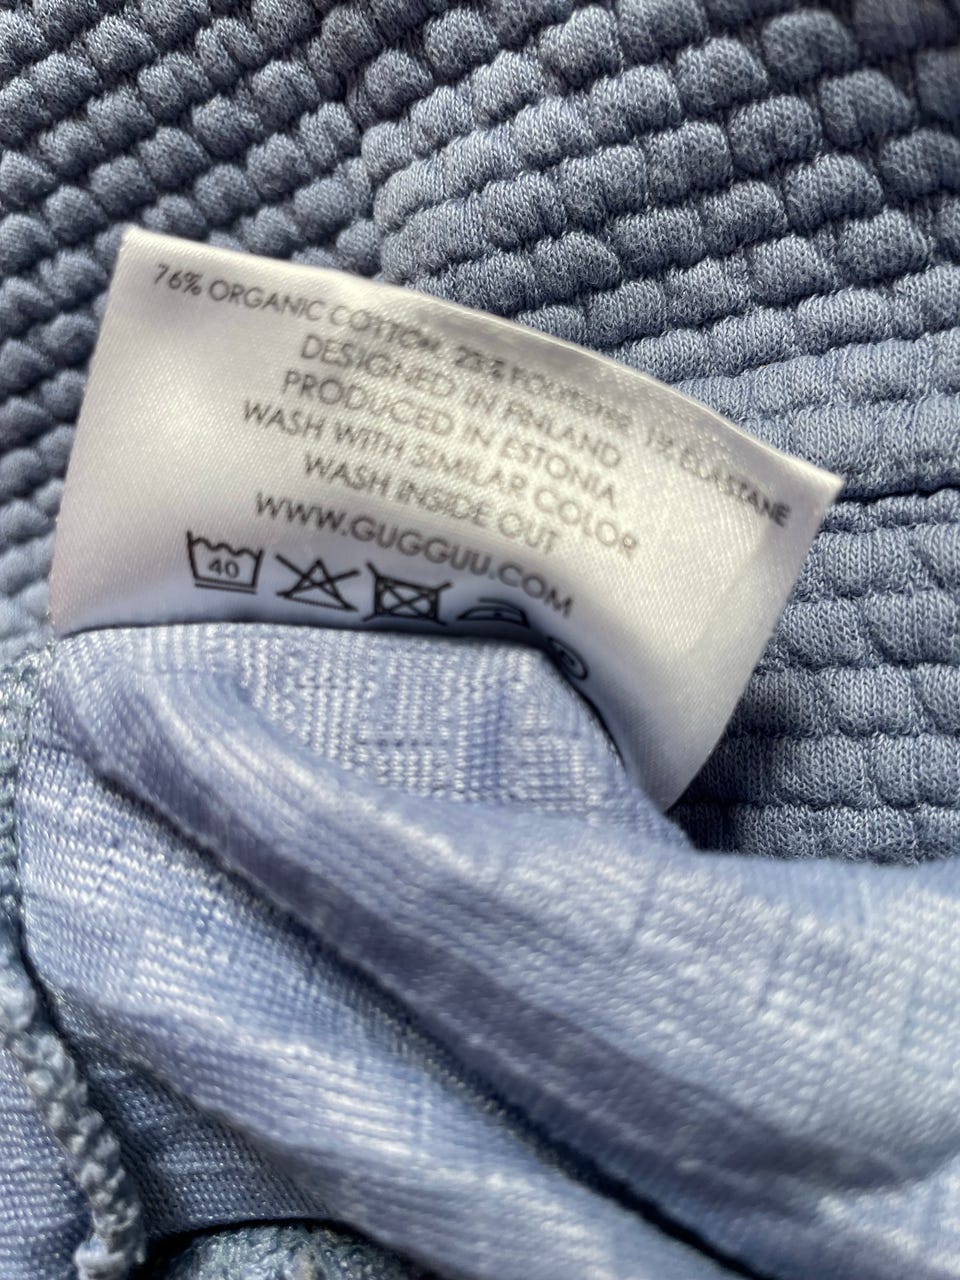 76% ORGANIC COTTON, 23% POLYESTER, 1% ELASTANE
DESIGNED IN FINLAND
PRODUCED IN ESTONIA
WASH WITH SIMILAR COLOR
WASH INSIDE OUT
WWW.GUGGUU.COM
40